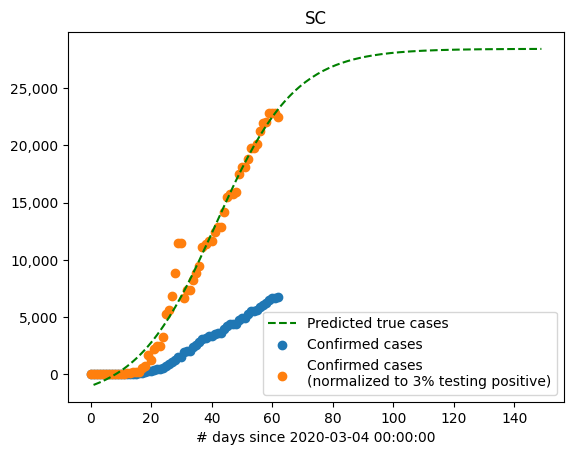 SC
25,000
20,000
15,000
10,000
5,000
0
Predicted true cases
Confirmed cases
Confirmed cases
(normalized to 3% testing positive)
0 20 40 60 80 100 120 140
# days since 2020-03-04 00:00:00